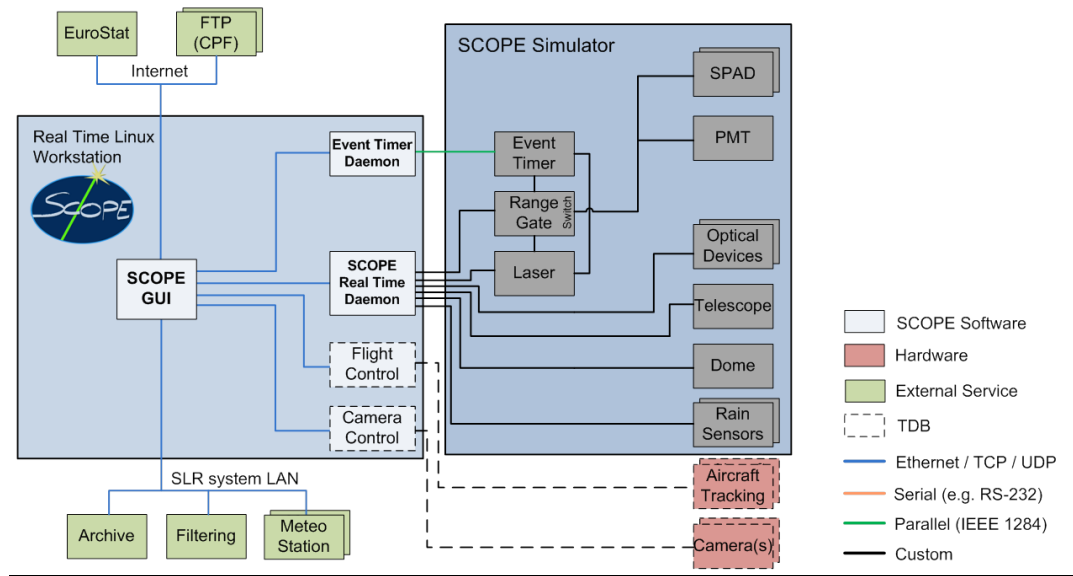 EuroStat
FTP
(CPF)
Internet
SCOPE Simulator
SPAD
PMT
Real Time Linux
Workstation
SCOPE
Event Timer
Daemon
Event
Timer
Range
Gate
Switch
Laser
Optical
Devices
SCOPE
GUI
SCOPE
Real Time
Daemon
Telescope
Flight
Control
Dome
Camera
Control
Rain
Sensors
SLR system LAN
Aircraft
Tracking
Archive
Filtering
Meteo
Station
Camera(s)
SCOPE Software
Hardware
External Service
TDB
Ethernet / TCP / UDP
Serial (e.g. RS-232)
Parallel (IEEE 1284)
Custom